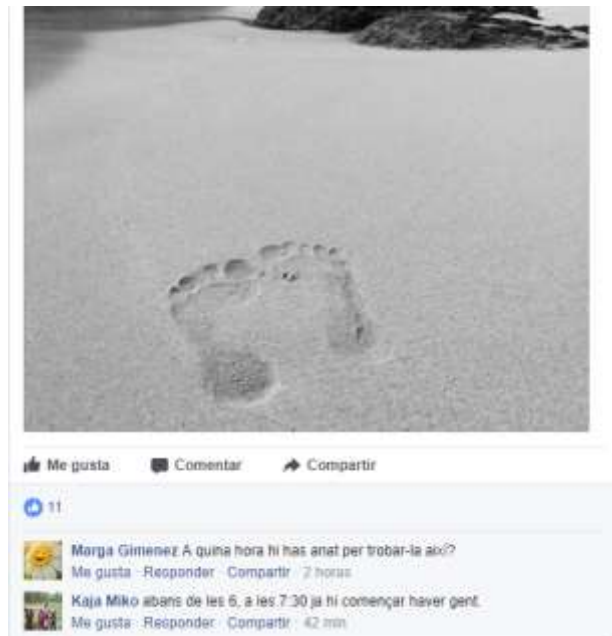 Me gusta Comentar Compartir
11
Marga Gimenez A quina hora hi has anat per trobar-la així?
Me gusta · Responder · Compartir · 2 horas
Kaja Miko abans de les 6, a les 7:30 ja hi començar haver gent.
Me gusta · Responder · Compartir · 42 min